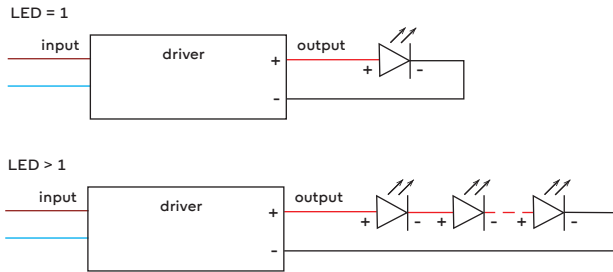 LED = 1
input
driver
output
+
+
-
-
LED > 1
input
driver
output
+
+
-
+
-
+
-
-